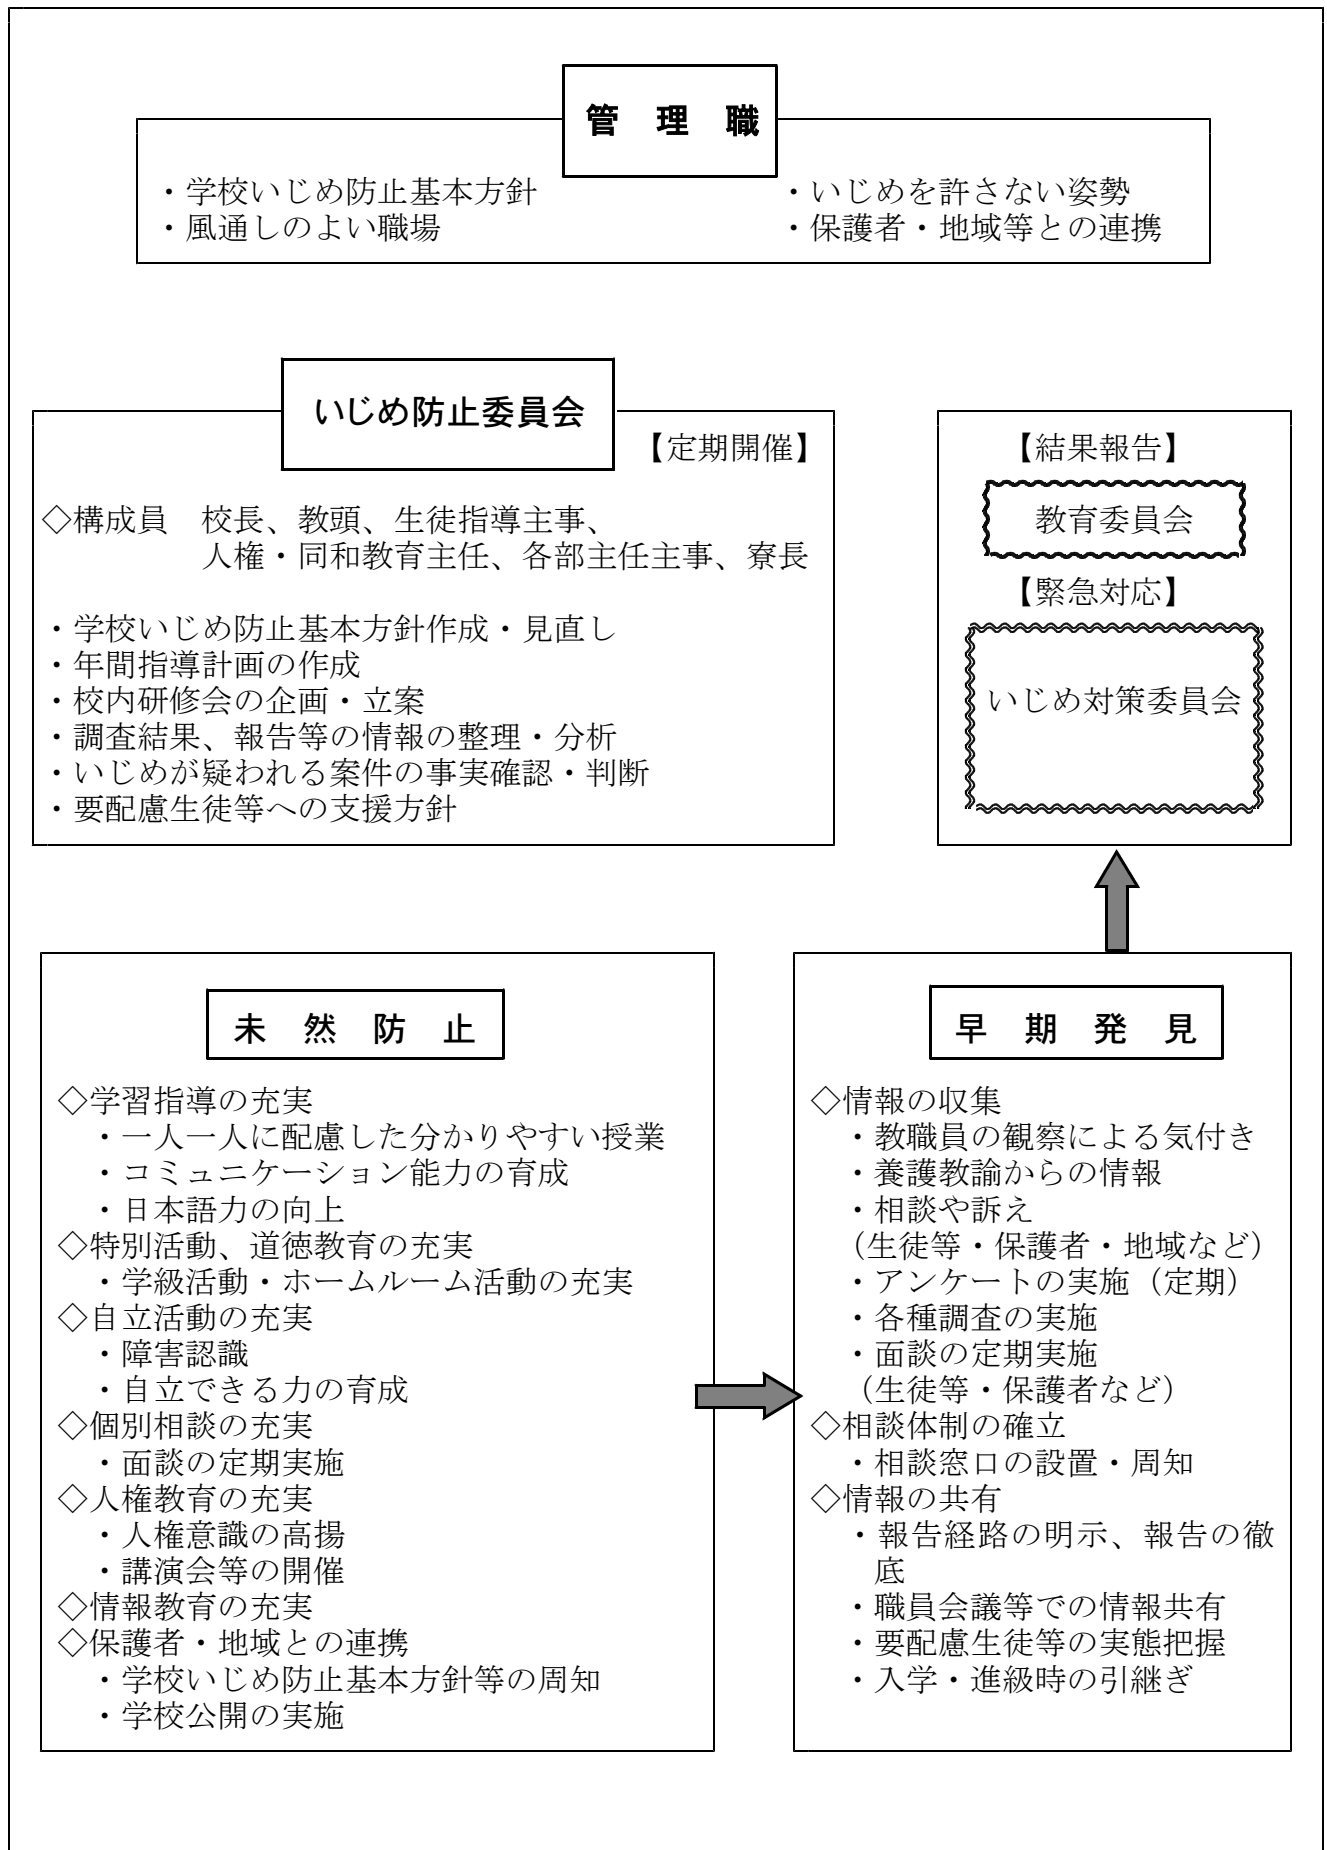 管　理　職
・学校いじめ防止基本方針　・いじめを許さない姿勢
・風通しのよい職場　・保護者・地域等との連携
いじめ防止委員会
【定期開催】
◇構成員　校長、教頭、生徒指導主事、
人権・同和教育主任、各部主任主事、寮長
・学校いじめ防止基本方針作成・見直し
・年間指導計画の作成
・校内研修会の企画・立案
・調査結果、報告等の情報の整理・分析
・いじめが疑われる案件の事実確認・判断
・要配慮生徒等への支援方針
【結果報告】
教育委員会
【緊急対応】
いじめ対策委員会
未　然　防　止
◇学習指導の充実
・一人一人に配慮した分かりやすい授業
・コミュニケーション能力の育成
・日本語力の向上
◇特別活動、道徳教育の充実
・学級活動・ホームルーム活動の充実
◇自立活動の充実
・障害認識
・自立できる力の育成
◇個別相談の充実
・面談の定期実施
◇人権教育の充実
・人権意識の高揚
・講演会等の開催
◇情報教育の充実
◇保護者・地域との連携
・学校いじめ防止基本方針等の周知
・学校公開の実施
早　期　発　見
◇情報の収集
・教職員の観察による気付き
・養護教諭からの情報
・相談や訴え
（生徒等・保護者・地域など）
・アンケートの実施（定期）
・各種調査の実施
・面談の定期実施
（生徒等・保護者など）
◇相談体制の確立
・相談窓口の設置・周知
◇情報の共有
・報告経路の明示、報告の徹
底
・職員会議等での情報共有
・要配慮生徒等の実態把握
・入学・進級時の引継ぎ